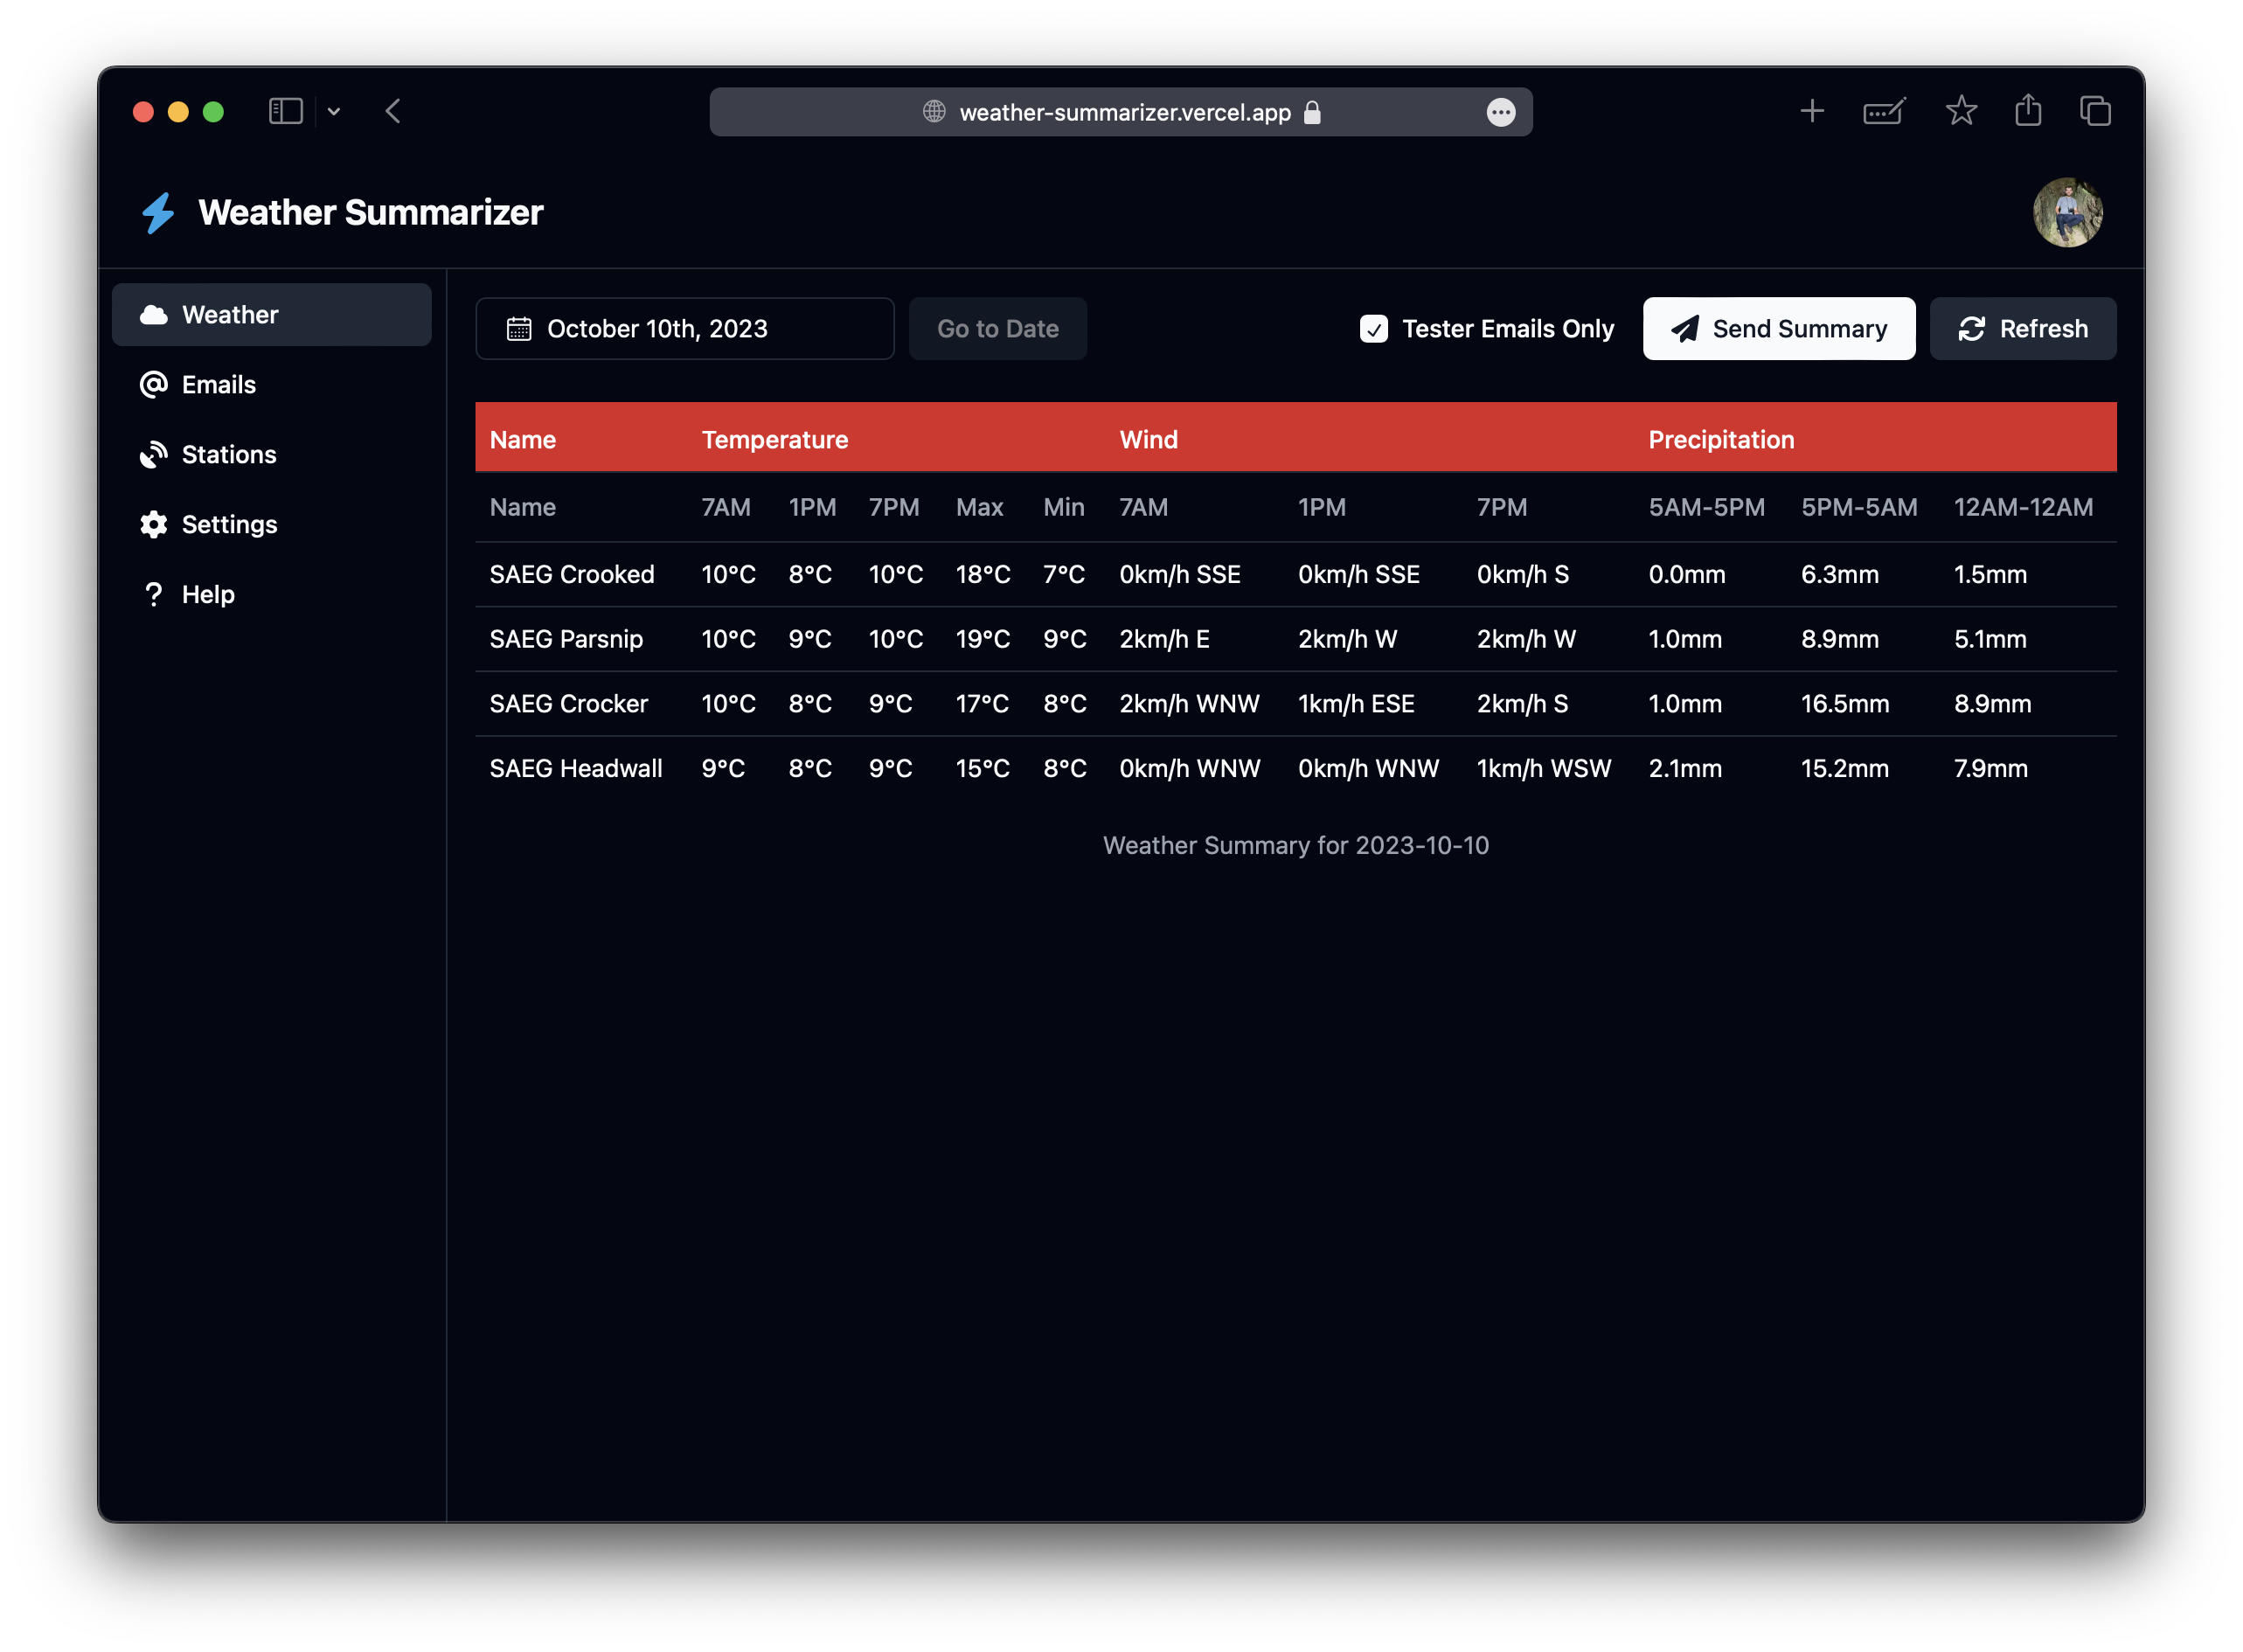 weather-summarizer.vercel.app
Weather Summarizer
Weather
Emails
Stations
Settings
Help
October 10th, 2023 Go to Date Tester Emails Only Send Summary Refresh
Name Temperature Wind Precipitation
Name 7AM 1PM 7PM Max Min 7AM 1PM 7PM 5AM-5PM 5PM-5AM 12AM-12AM
SAEG Crooked 10°C 8°C 10°C 18°C 7°C 0km/h SSE 0km/h SSE 0km/h S 0.0mm 6.3mm 1.5mm
SAEG Parsnip 10°C 9°C 10°C 19°C 9°C 2km/h E 2km/h W 2km/h W 1.0mm 8.9mm 5.1mm
SAEG Crocker 10°C 8°C 9°C 17°C 8°C 2km/h WNW 1km/h ESE 2km/h S 1.0mm 16.5mm 8.9mm
SAEG Headwall 9°C 8°C 9°C 15°C 8°C 0km/h WNW 0km/h WNW 1km/h WSW 2.1mm 15.2mm 7.9mm
Weather Summary for 2023-10-10